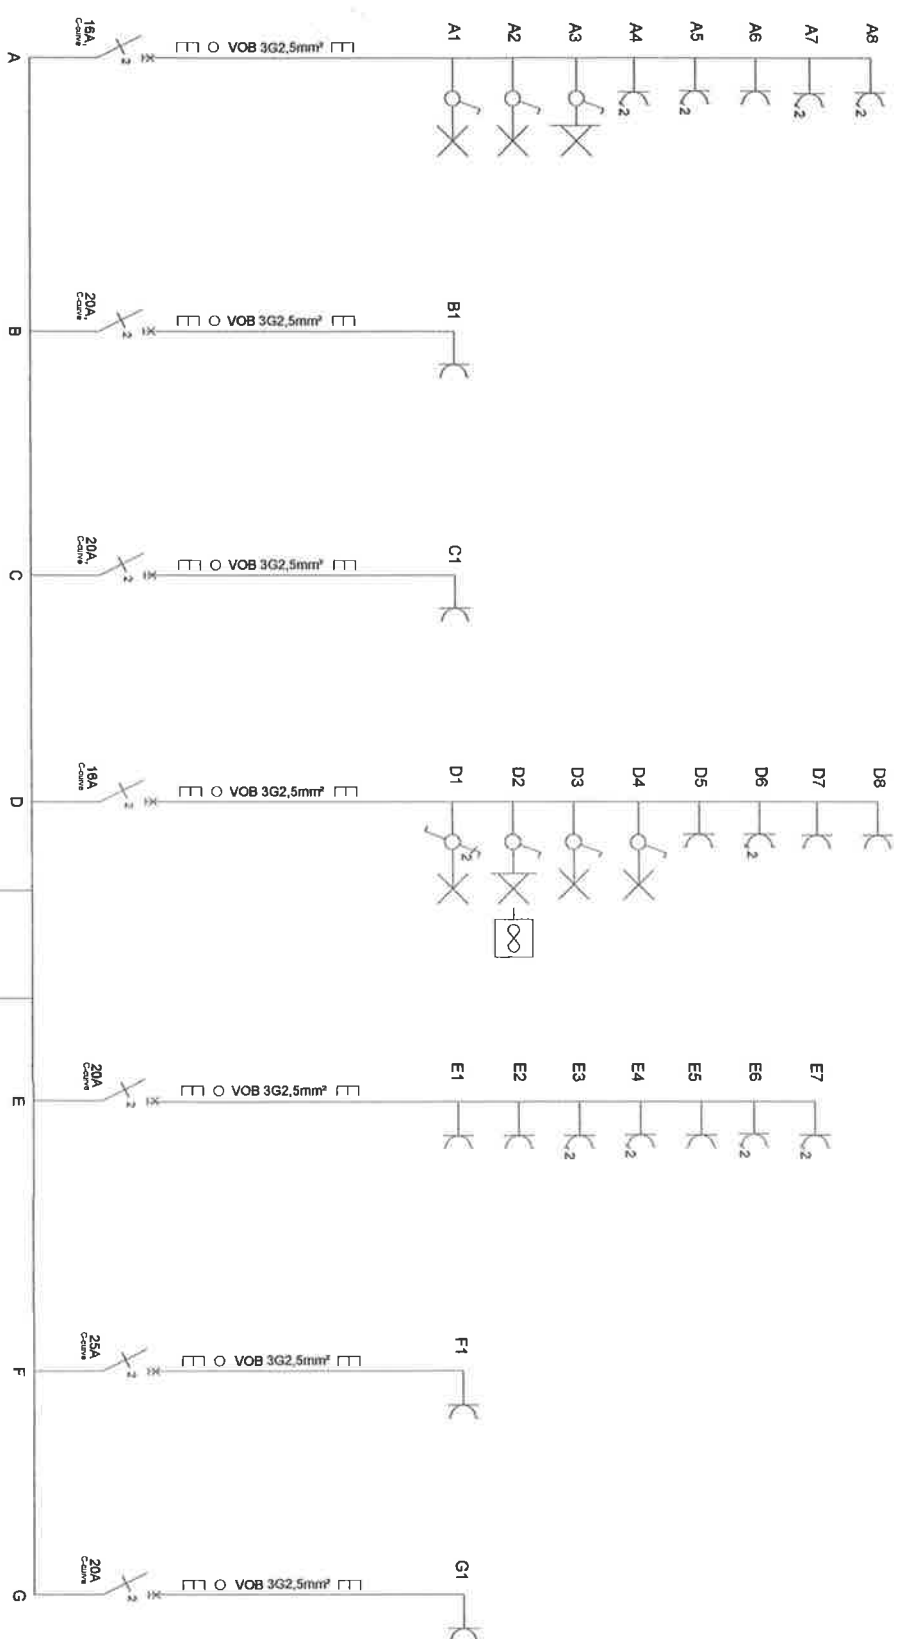 A8
A7
A6
A5
A4
A3
2
2
2
2
A2
A1
VOB 3G2,5mm²
2
16A,
C-curve
A
B1
VOB 3G2,5mm²
2
20A,
C-curve
B
C1
VOB 3G2,5mm²
2
20A,
C-curve
C
D8
D7
D6
2
D5
D4
D3
D2
D1
2
VOB 3G2,5mm²
2
16A
C-curve
D
E7
2
E6
2
E5
E4
2
E3
2
E2
E1
VOB 3G2,5mm²
2
20A
C-curve
E
F1
VOB 3G2,5mm²
2
25A
C-curve
F
G1
VOB 3G2,5mm²
2
20A
C-curve
G